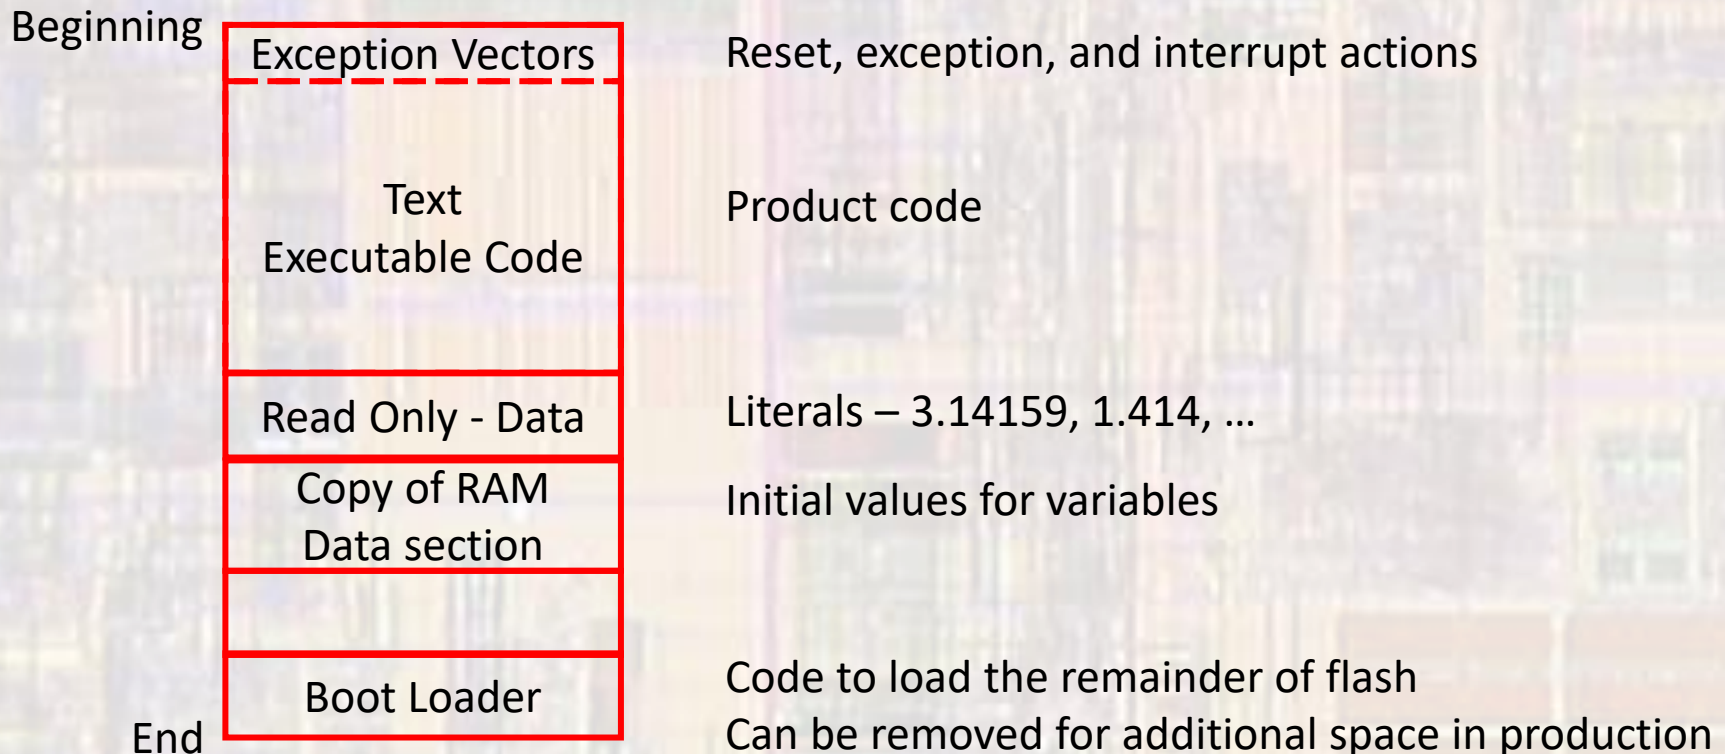 Beginning
Exception Vectors
Reset, exception, and interrupt actions
Text
Executable Code
Product code
Read Only - Data
Literals – 3.14159, 1.414, …
Copy of RAM
Data section
Initial values for variables
Boot Loader
Code to load the remainder of flash
Can be removed for additional space in production
End